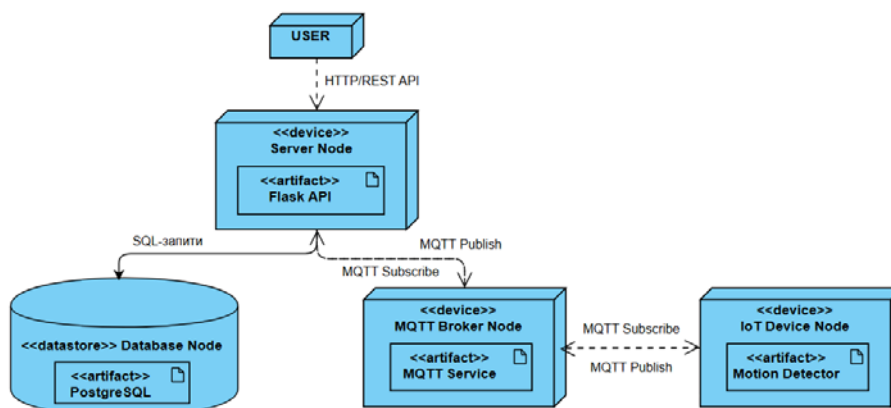 USER
HTTP/REST API
<<device>>
Server Node
<<artifact>>
Flask API
SQL-запити
MQTT Publish
MQTT Subscribe
<<datastore>> Database Node
<<artifact>>
PostgreSQL
<<device>>
MQTT Broker Node
<<artifact>>
MQTT Service
MQTT Subscribe
MQTT Publish
<<device>>
IoT Device Node
<<artifact>>
Motion Detector